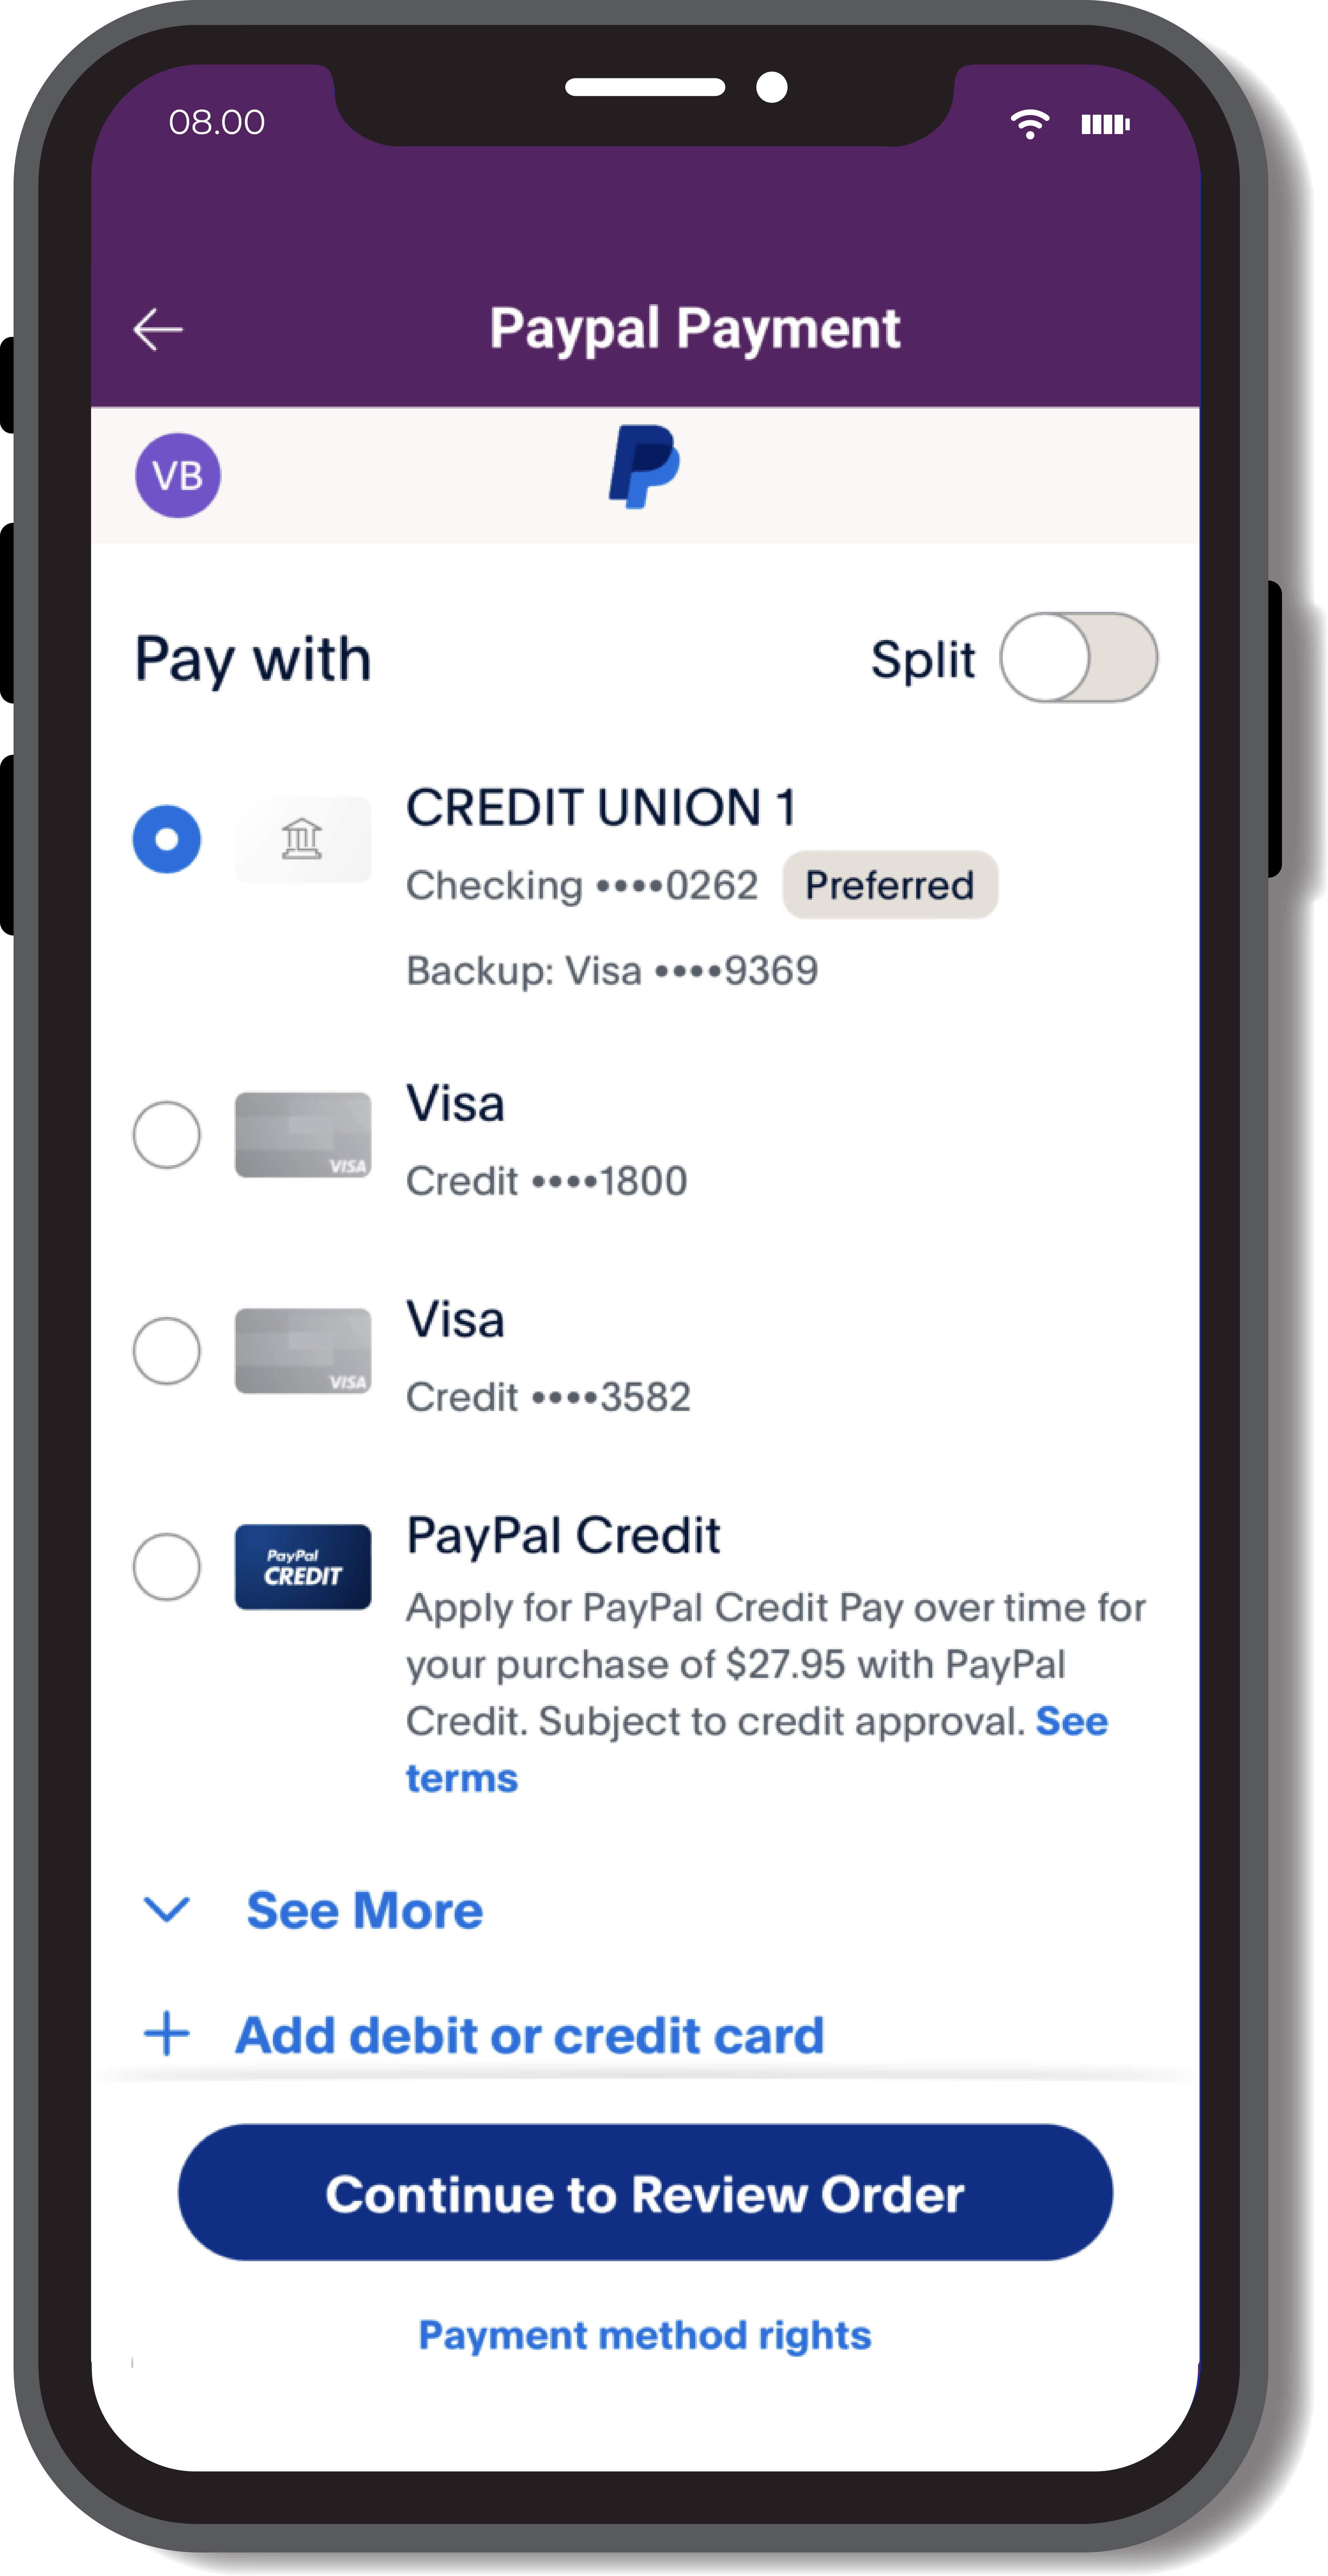 08.00
Paypal Payment
VB
Pay with
Split
CREDIT UNION 1
Checking ••••0262 Preferred
Backup: Visa ••••9369
Visa
VISA
Credit ••••1800
Visa
VISA
Credit ••••3582
PayPal Credit
PayPal
CREDIT
Apply for PayPal Credit Pay over time for
your purchase of $27.95 with PayPal
Credit. Subject to credit approval. See
terms
See More
Add debit or credit card
Continue to Review Order
Payment method rights